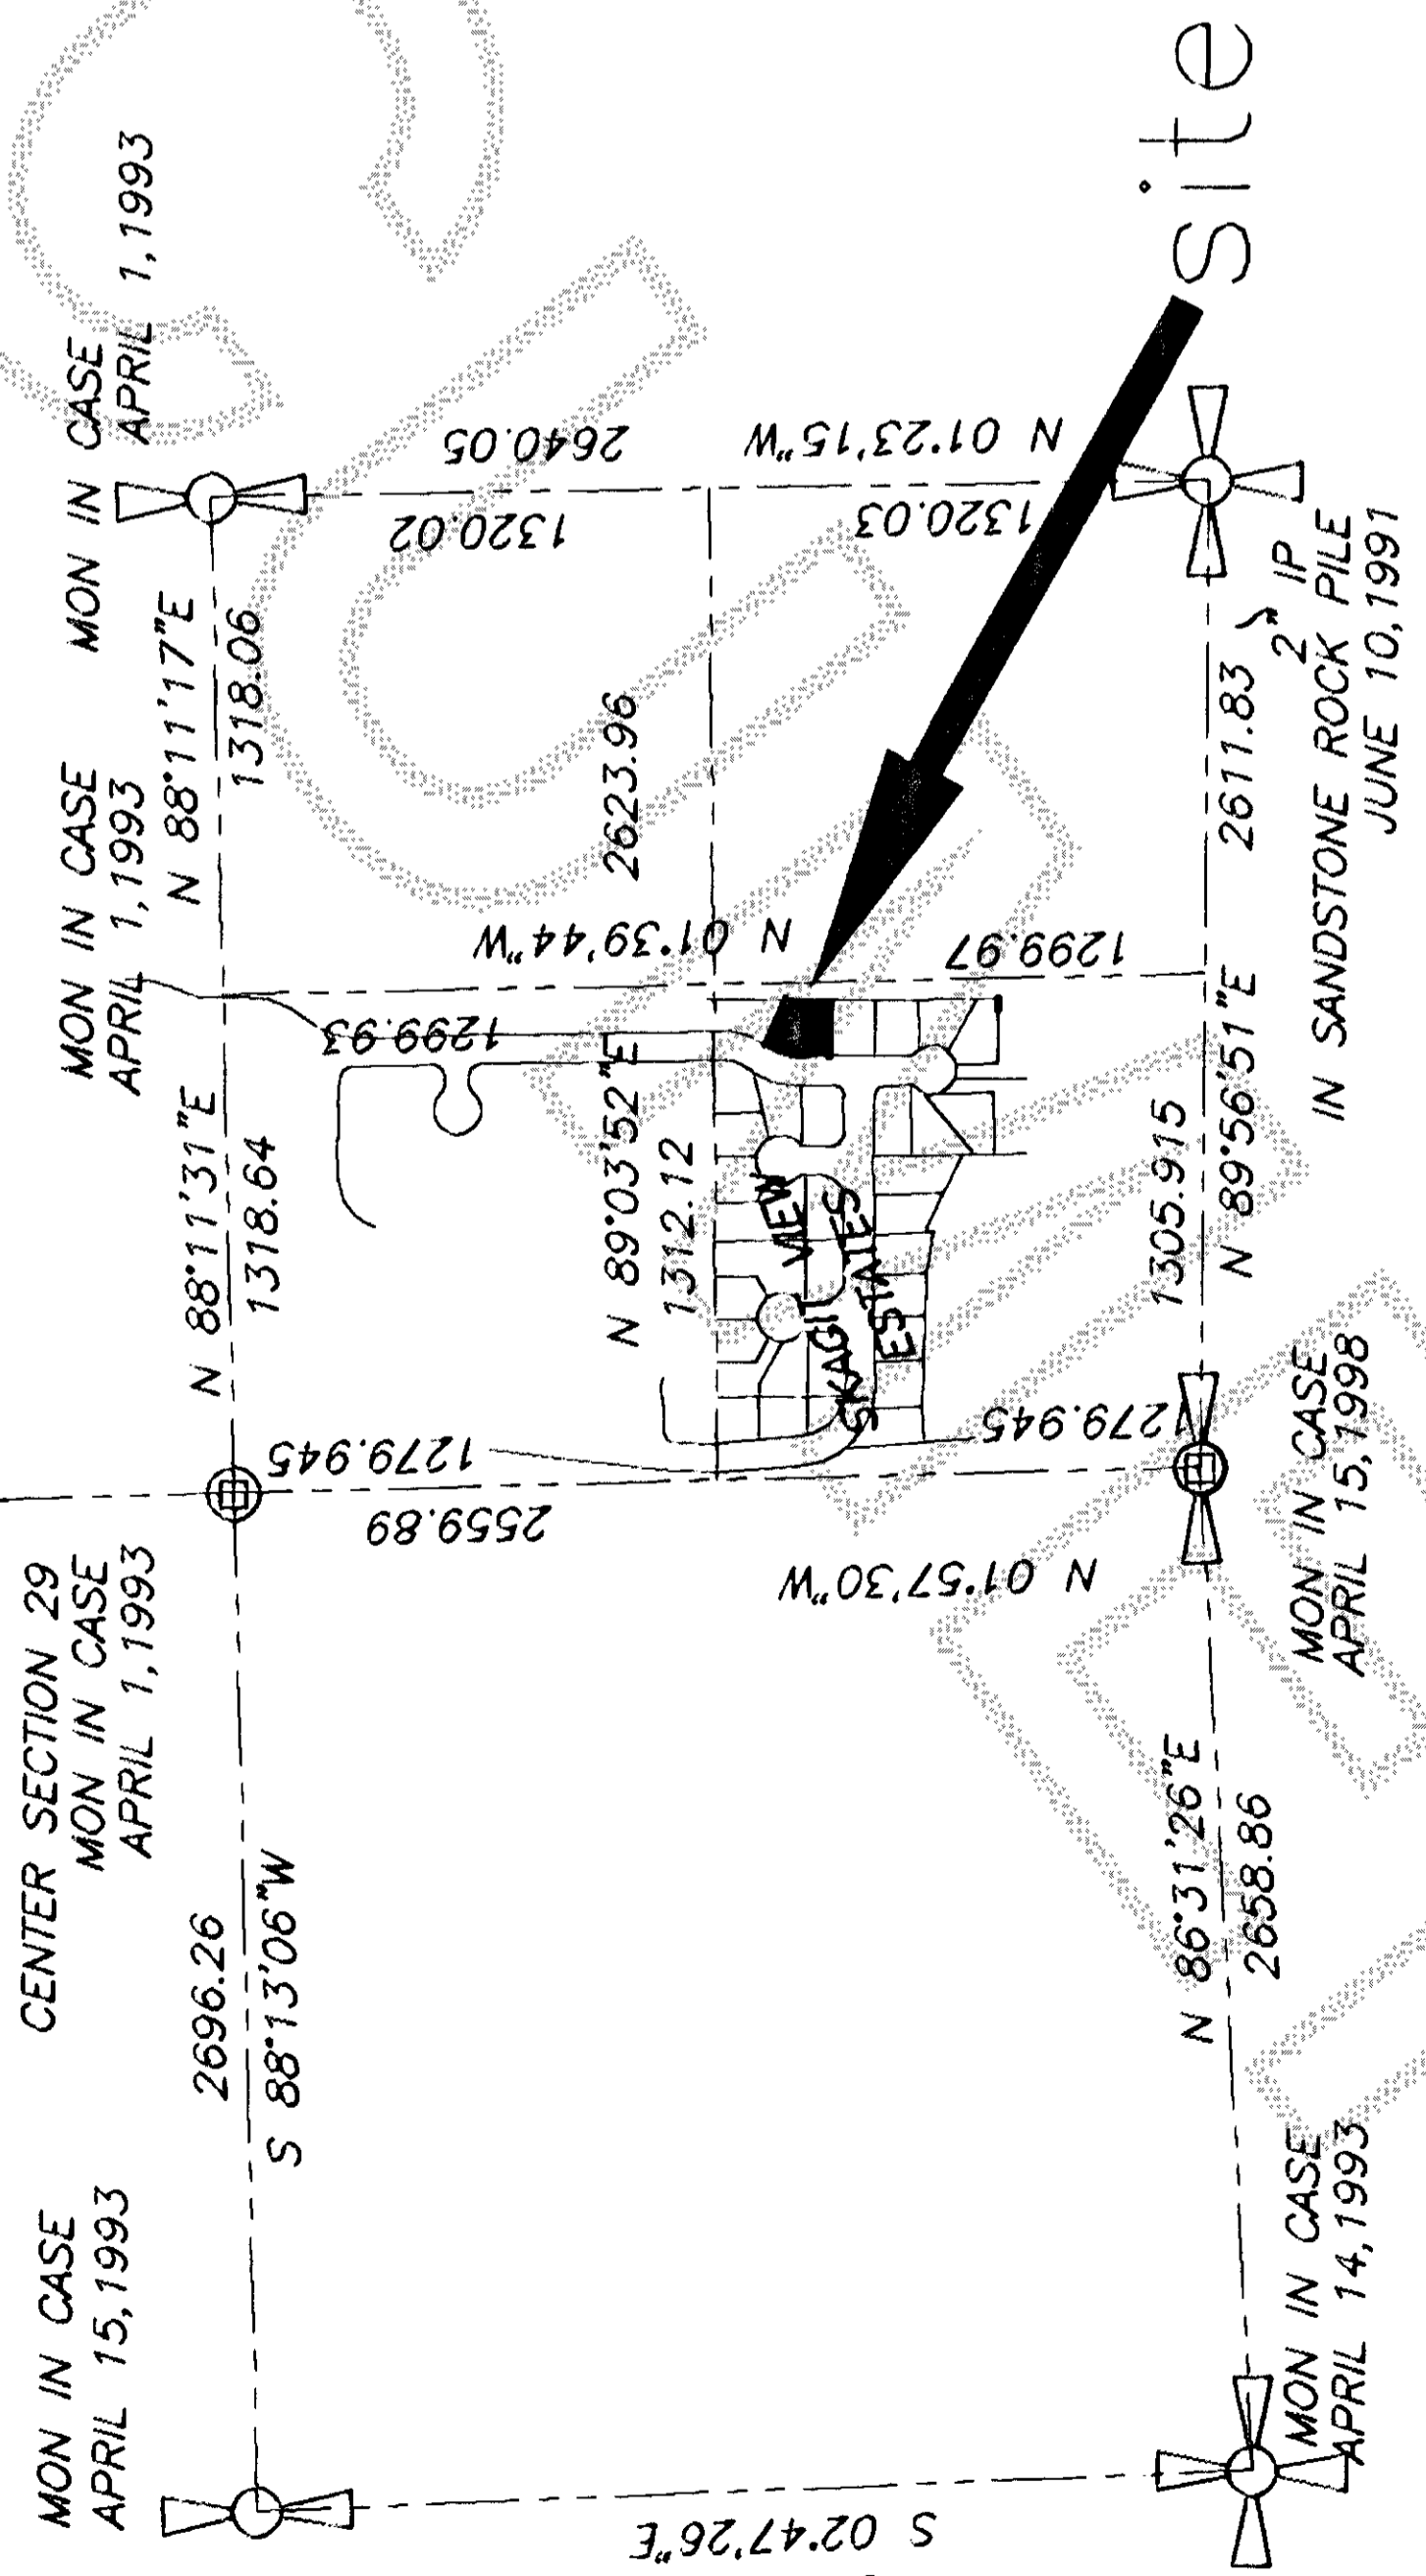 MON IN CASE
APRIL 15,1993
CENTER SECTION 29
MON IN CASE
APRIL 1,1993
MON IN CASE
APRIL 1,1993
MON IN CASE
APRIL 1,1993
2696.26
S 88°13'06"W
N 88°11'31"E
1318.64
N 88°11'17"E
1318.06
1279.945
2559.89
1299.93
N 01°39'44"W
1320.02
2640.05
N 89°03'52"E
1312.12
2623.96
SKAGIT VIEW
ESTATES
1279.945
N 01°57'30"W
1299.97
1320.03
N 01°23'15"W
Site
S 02°47'26"E
N 86°31'26"E
2658.86
1305.915
N 89°56'51"E
2611.83
MON IN CASE
APRIL 14,1993
MON IN CASE
APRIL 15,1998
2" IP
IN SANDSTONE ROCK PILE
JUNE 10,1991